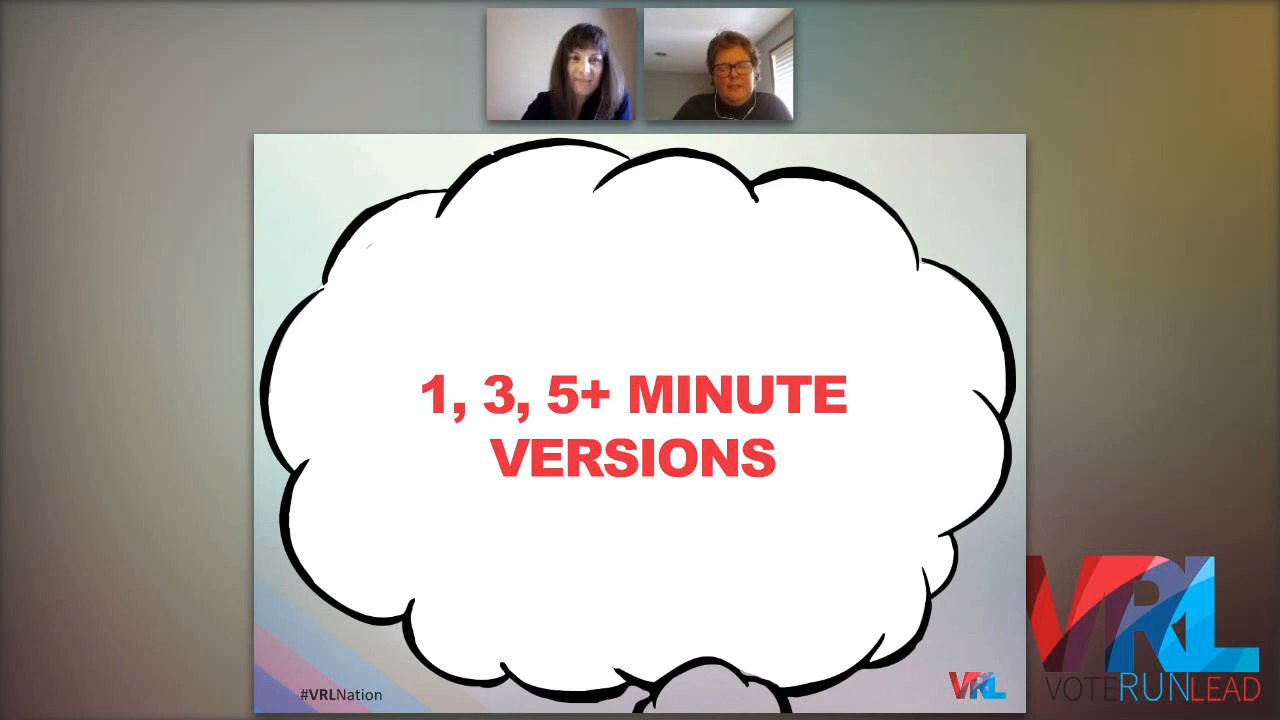 1, 3, 5+ MINUTE
VERSIONS
#VRLNation
VRL
VRL
VOTERUNLEAD